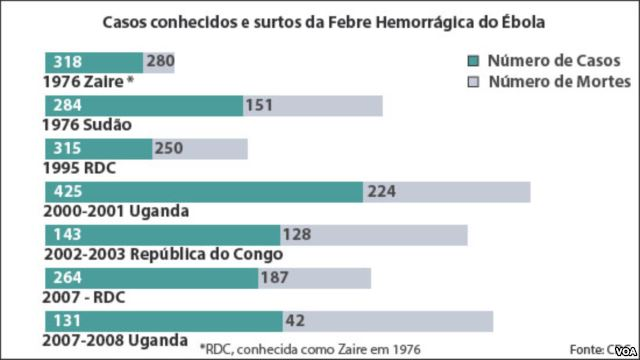 Casos conhecidos e surtos da Febre Hemorrágica do Ébola
Número de Casos
Número de Mortes
318 280
1976 Zaire *
284 151
1976 Sudão
315 250
1995 RDC
425 224
2000-2001 Uganda
143 128
2002-2003 República do Congo
264 187
2007 - RDC
131 42
2007-2008 Uganda
*RDC, conhecida como Zaire em 1976
Fonte:
VOA